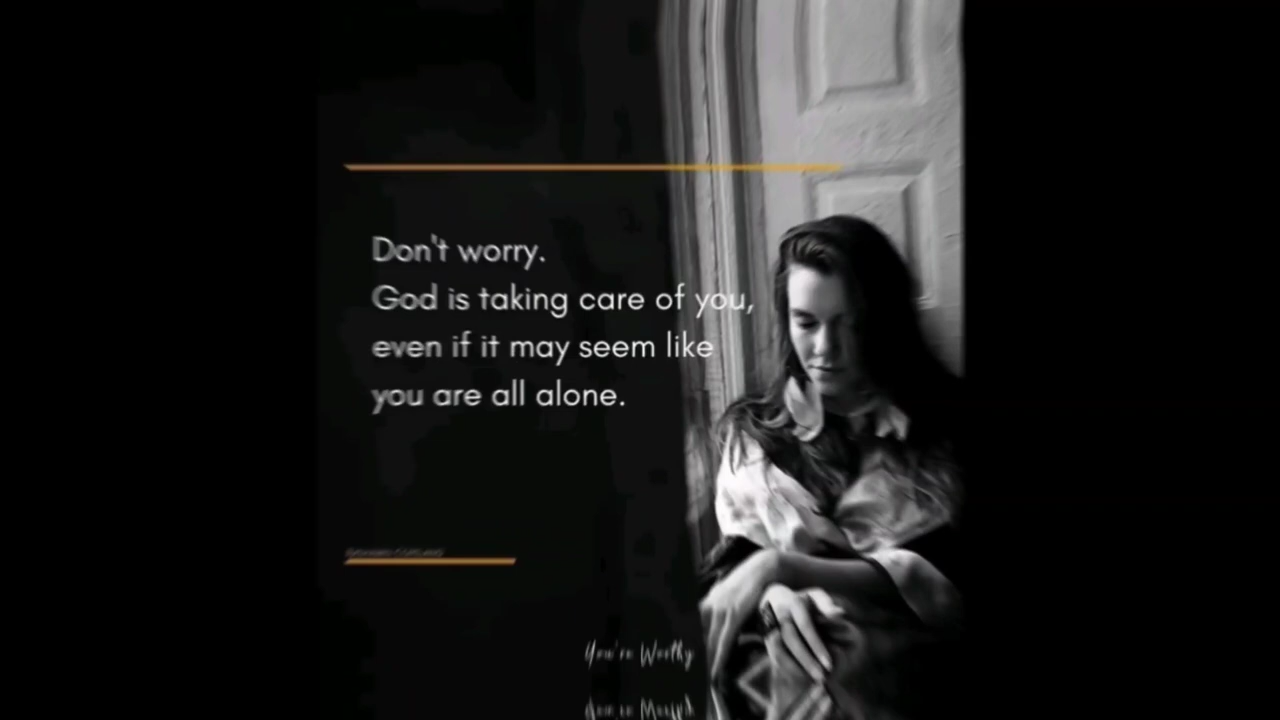 Don't worry.
God is taking care of you,
even if it may seem like
you are all alone.
You're Worthy